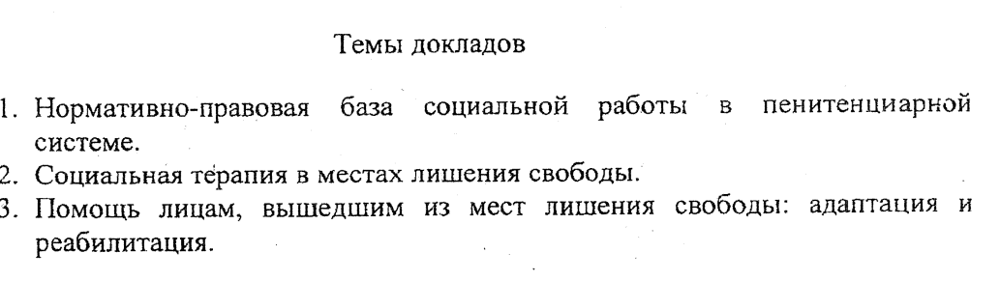 Темы докладов
1. Нормативно-правовая база социальной работы в пенитенциарной
системе.
2. Социальная терапия в местах лишения свободы.
3. Помощь лицам, вышедшим из мест лишения свободы: адаптация и
реабилитация.